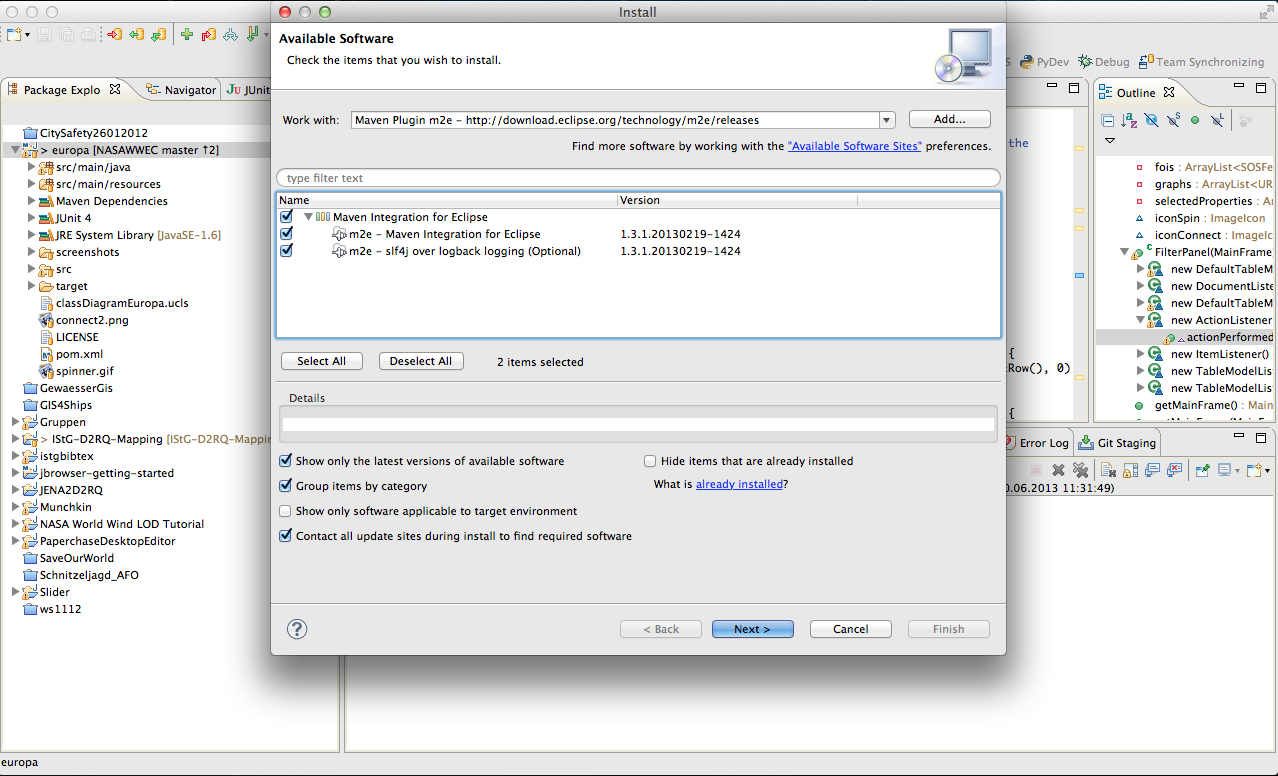 Install
Available Software
Check the items that you wish to install.
PyDev
Debug
Team Synchronizing
Package Explo
Navigator
JUnit
Outline
Work with:
Maven Plugin m2e – http://download.eclipse.org/technology/m2e/releases
Add...
Find more software by working with the "Available Software Sites" preferences.
type filter text
Name
Version
Maven Integration for Eclipse
m2e – Maven Integration for Eclipse
1.3.1.20130219-1424
m2e – slf4j over logback logging (Optional)
1.3.1.20130219-1424
Select All
Deselect All
2 items selected
Details
Show only the latest versions of available software
Hide items that are already installed
Group items by category
What is already installed?
Show only software applicable to target environment
Contact all update sites during install to find required software
?
< Back
Next >
Cancel
Finish
CitySafety26012012
> europa [NASAWWEC master ↑2]
src/main/java
src/main/resources
Maven Dependencies
JUnit 4
JRE System Library [JavaSE-1.6]
screenshots
src
target
classDiagramEuropa.ucls
connect2.png
LICENSE
pom.xml
spinner.gif
GewaesserGis
GIS4Ships
Gruppen
> IStG-D2RQ-Mapping [IStG-D2RQ-Mappin
istgbibtex
jbrowser-getting-started
JENA2D2RQ
Munchkin
NASA World Wind LOD Tutorial
PaperchaseDesktopEditor
SaveOurWorld
Schnitzeljagd_AFO
Slider
ws1112
the
{
Row(), 0)
{
fois : ArrayList<SOSFe
graphs : ArrayList<UR
selectedProperties : Ar
iconSpin : ImageIcon
iconConnect : ImageIcon
FilterPanel(MainFrame
new DefaultTableM
new DocumentListe
new DefaultTableM
new ActionListener
actionPerformed
new ItemListener()
new TableModelList
new TableModelList
getMainFrame() : Main
Error Log
Git Staging
0.06.2013 11:31:49)
europa